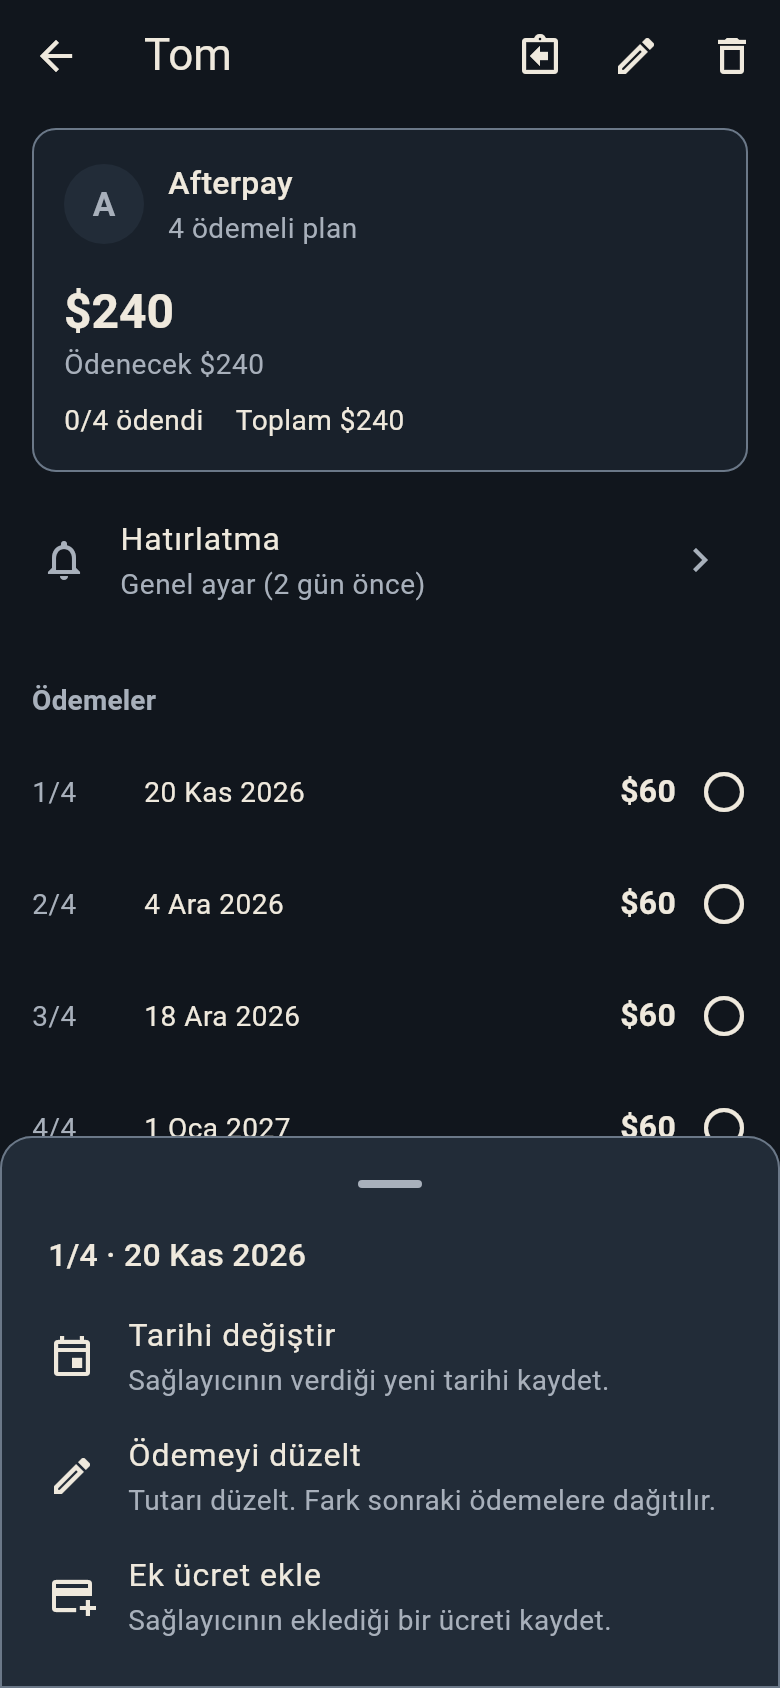 Tom
A
Afterpay
4 ödemeli plan
$240
Ödenecek $240
0/4 ödendi Toplam $240
Hatırlatma
Genel ayar (2 gün önce)
Ödemeler
1/4 20 Kas 2026 $60
2/4 4 Ara 2026 $60
3/4 18 Ara 2026 $60
4/4 1 Oca 2027 $60
1/4 · 20 Kas 2026
Tarihi değiştir
Sağlayıcının verdiği yeni tarihi kaydet.
Ödemeyi düzelt
Tutarı düzelt. Fark sonraki ödemelere dağıtılır.
Ek ücret ekle
Sağlayıcının eklediği bir ücreti kaydet.